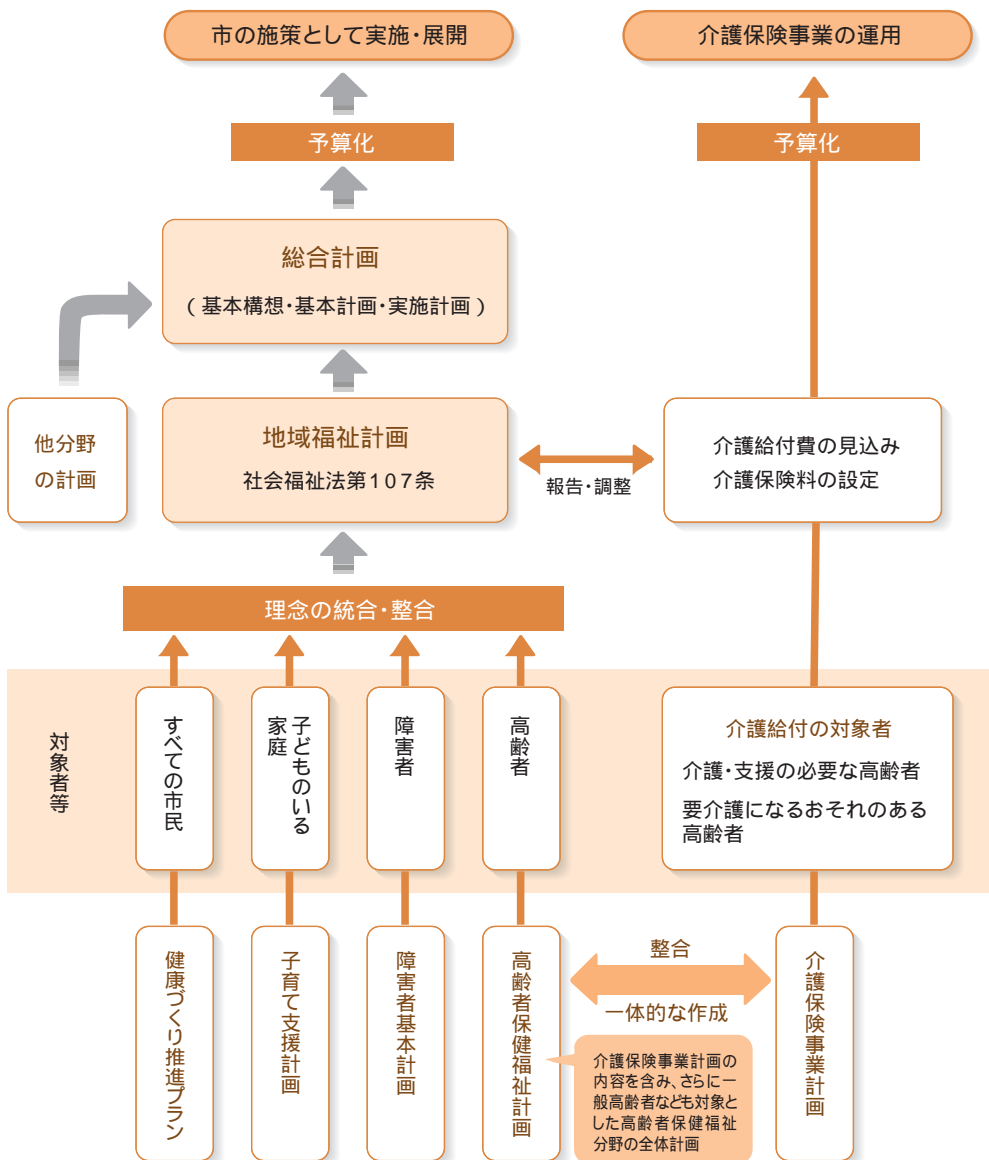 市の施策として実施・展開
介護保険事業の運用
予算化
予算化
総合計画
(基本構想・基本計画・実施計画)
他分野
の計画
地域福祉計画
社会福祉法第107条
報告・調整
介護給付費の見込み
介護保険料の設定
理念の統合・整合
対象者等
すべての市民
子どものいる
家庭
障害者
高齢者
介護給付の対象者
介護・支援の必要な高齢者
要介護になるおそれのある
高齢者
健康づくり推進プラン
子育て支援計画
障害者基本計画
高齢者保健福祉計画
整合
一体的な作成
介護保険事業計画の
内容を含み、さらに一
般高齢者なども対象と
した高齢者保健福祉
分野の全体計画
介護保険事業計画